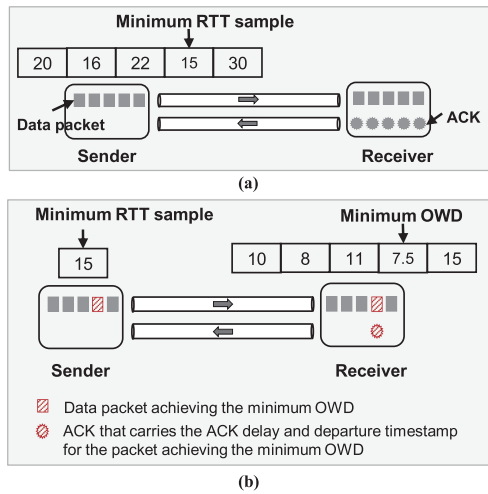 Minimum RTT sample
20 16 22 15 30
Data packet
ACK
Sender Receiver
(a)
Minimum RTT sample Minimum OWD
15 10 8 11 7.5 15
Sender Receiver
Data packet achieving the minimum OWD
ACK that carries the ACK delay and departure timestamp
for the packet achieving the minimum OWD
(b)